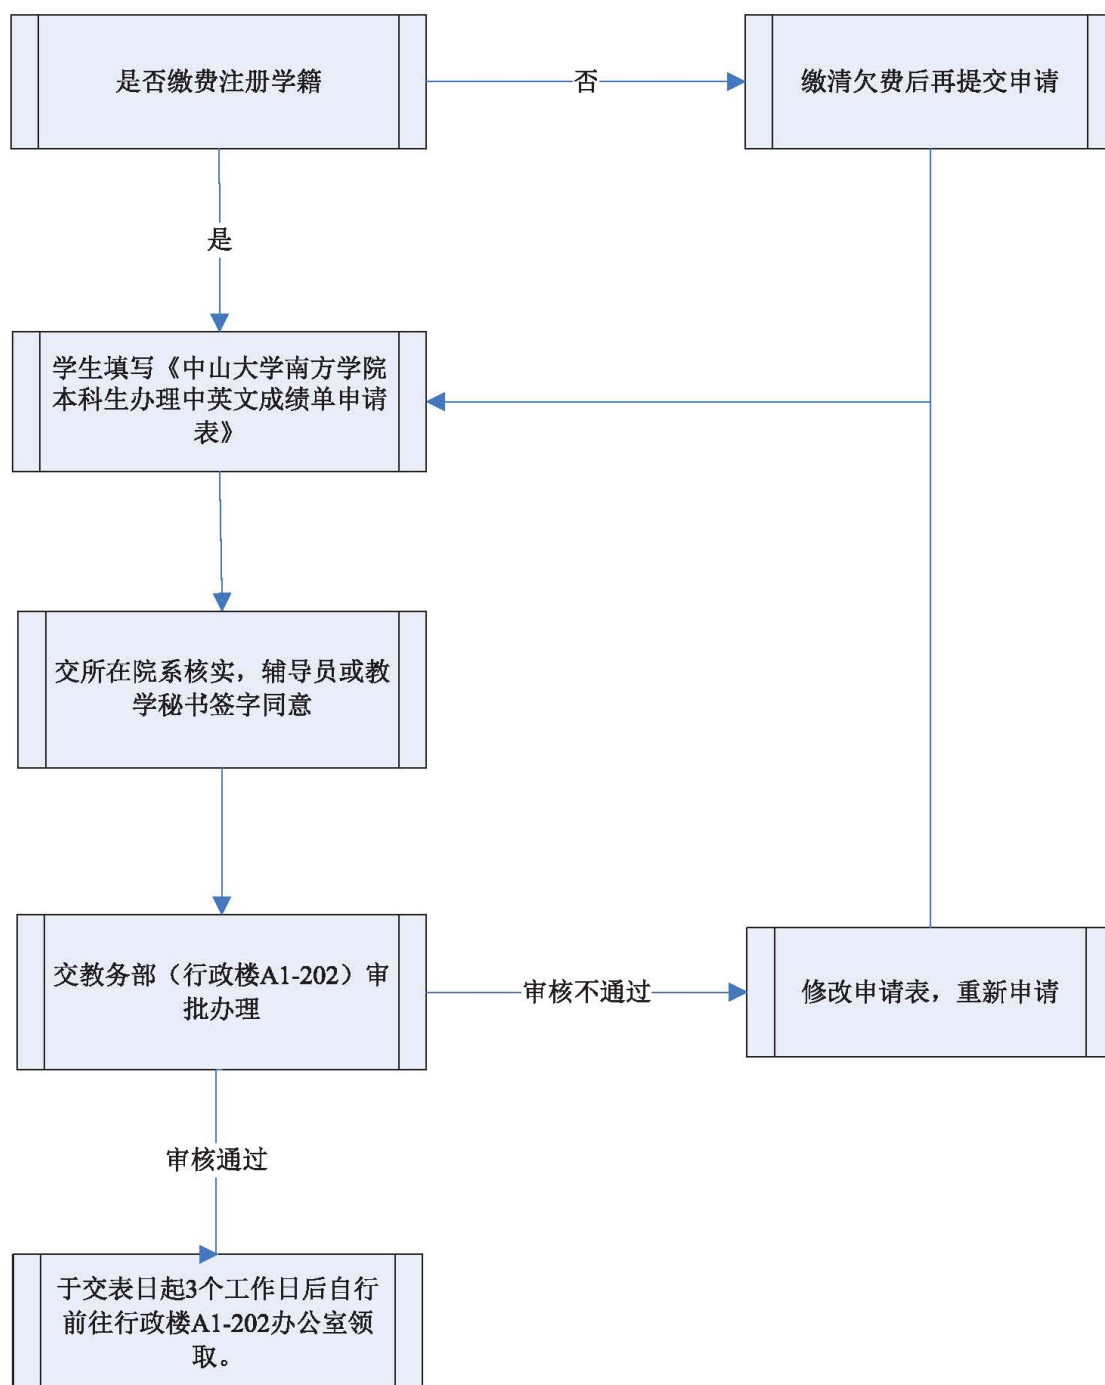 是否缴费注册学籍
否
缴清欠费后再提交申请
是
学生填写《中山大学南方学院
本科生办理中英文成绩单申请
表》
交所在院系核实，辅导员或教
学秘书签字同意
交教务部（行政楼A1-202）审
批办理
审核不通过
修改申请表，重新申请
审核通过
于交表日起3个工作日后自行
前往行政楼A1-202办公室领
取。